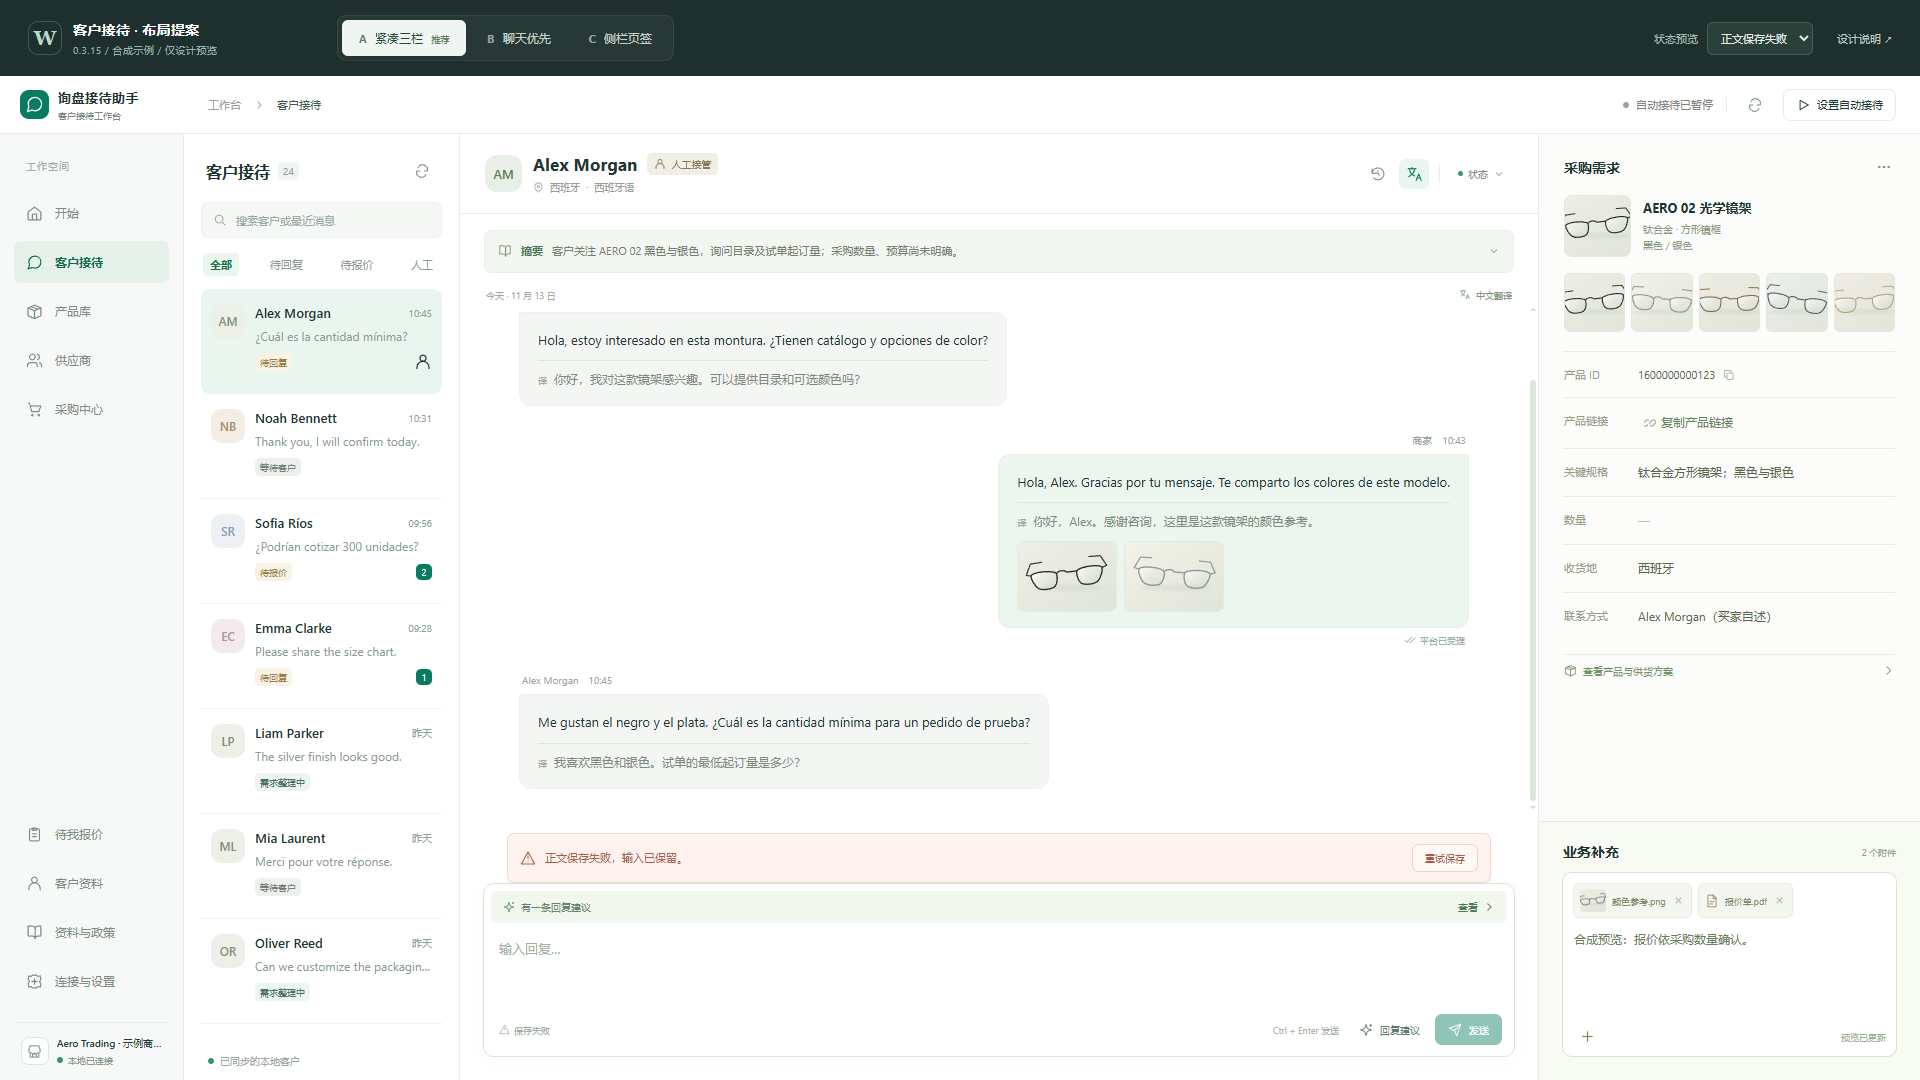 W
客户接待 · 布局提案
0.3.15 / 合成示例 / 仅设计预览
A 紧凑三栏 推荐
B 聊天优先
C 侧栏页签
状态预览
正文保存失败
设计说明 ↗
询盘接待助手
客户接待工作台
工作台
客户接待
自动接待已暂停
设置自动接待
工作空间
开始
客户接待
产品库
供应商
采购中心
待我报价
客户资料
资料与政策
连接与设置
Aero Trading · 示例商...
本地已连接
客户接待 24
搜索客户或最近消息
全部 待回复 待报价 人工
AM
Alex Morgan 10:45
¿Cuál es la cantidad mínima?
待回复
NB
Noah Bennett 10:31
Thank you, I will confirm today.
等待客户
SR
Sofia Ríos 09:56
¿Podrían cotizar 300 unidades?
待报价 2
EC
Emma Clarke 09:28
Please share the size chart.
待回复 1
LP
Liam Parker 昨天
The silver finish looks good.
需求整理中
ML
Mia Laurent 昨天
Merci pour votre réponse.
等待客户
OR
Oliver Reed 昨天
Can we customize the packagin...
需求整理中
已同步的本地客户
AM
Alex Morgan 人工接管
西班牙 · 西班牙语
状态
摘要 客户关注 AERO 02 黑色与银色，询问目录及试单起订量；采购数量、预算尚未明确。
今天 · 11 月 13 日
中文翻译
Hola, estoy interesado en esta montura. ¿Tienen catálogo y opciones de color?
译 你好，我对这款镜架感兴趣。可以提供目录和可选颜色吗？
商家 10:43
Hola, Alex. Gracias por tu mensaje. Te comparto los colores de este modelo.
译 你好，Alex。感谢咨询，这里是这款镜架的颜色参考。
平台已受理
Alex Morgan 10:45
Me gustan el negro y el plata. ¿Cuál es la cantidad mínima para un pedido de prueba?
译 我喜欢黑色和银色。试单的最低起订量是多少？
正文保存失败，输入已保留。
重试保存
有一条回复建议
查看
输入回复...
保存失败
Ctrl + Enter 发送
回复建议
发送
采购需求
AERO 02 光学镜架
钛合金 · 方形镜框
黑色 / 银色
产品 ID 1600000000123
产品链接 复制产品链接
关键规格 钛合金方形镜架；黑色与银色
数量 —
收货地 西班牙
联系方式 Alex Morgan（买家自述）
查看产品与供货方案
业务补充
2 个附件
颜色参考.png ×
报价单.pdf ×
合成预览：报价依采购数量确认。
预览已更新